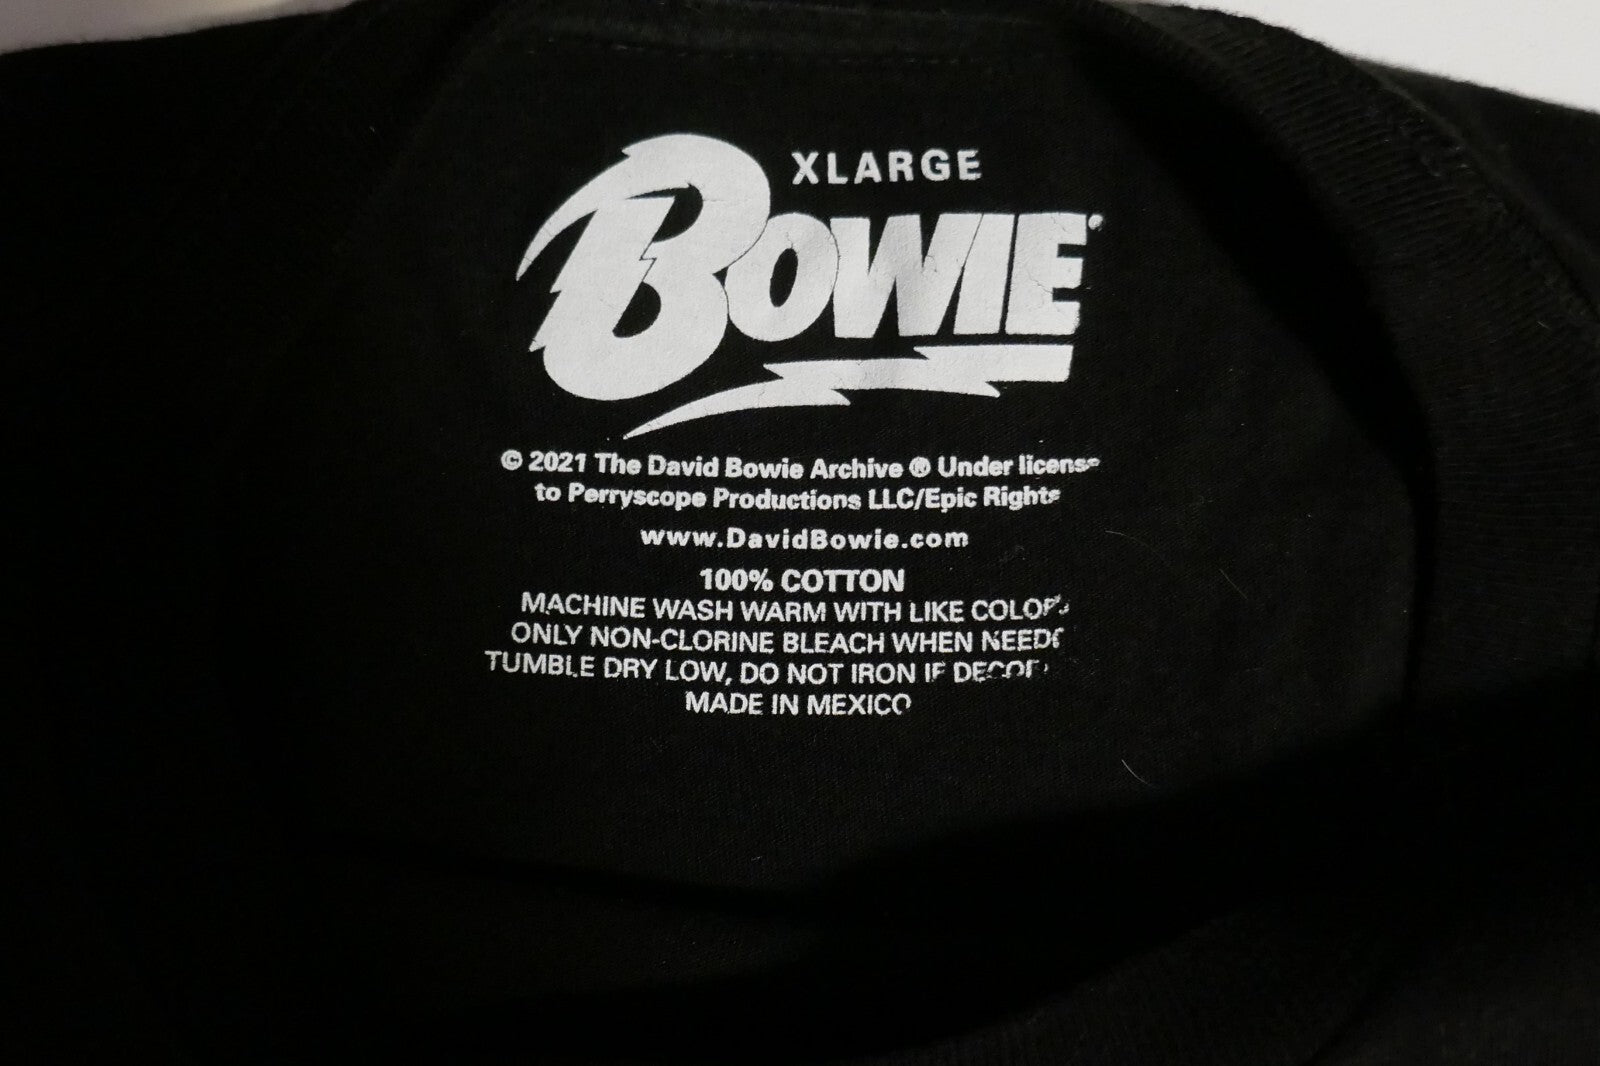 XLARGE
BOWIE®
© 2021 The David Bowie Archive ® Under license
to Perryscope Productions LLC/Epic Rights
www.DavidBowie.com
100% COTTON
MACHINE WASH WARM WITH LIKE COLORS
ONLY NON-CLORINE BLEACH WHEN NEEDE
TUMBLE DRY LOW, DO NOT IRON IF
MADE IN MEXICO